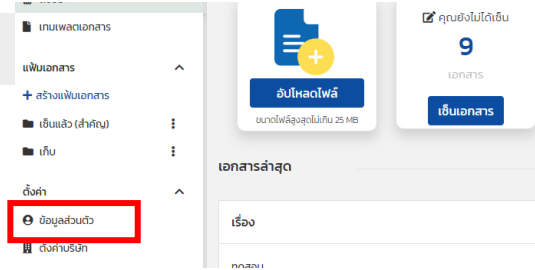 เทมเพลตเอกสาร
แฟ้มเอกสาร
+ สร้างแฟ้มเอกสาร
เซ็นแล้ว (สำคัญ)
เก็บ
ตั้งค่า
ข้อมูลส่วนตัว
ตั้งค่าบริษัท
อัปโหลดไฟล์
ขนาดไฟล์สูงสุดไม่เกิน 25 MB
คุณยังไม่ได้เซ็น
9
เอกสาร
เซ็นเอกสาร
เอกสารล่าสุด
เรื่อง
ทดสอบ